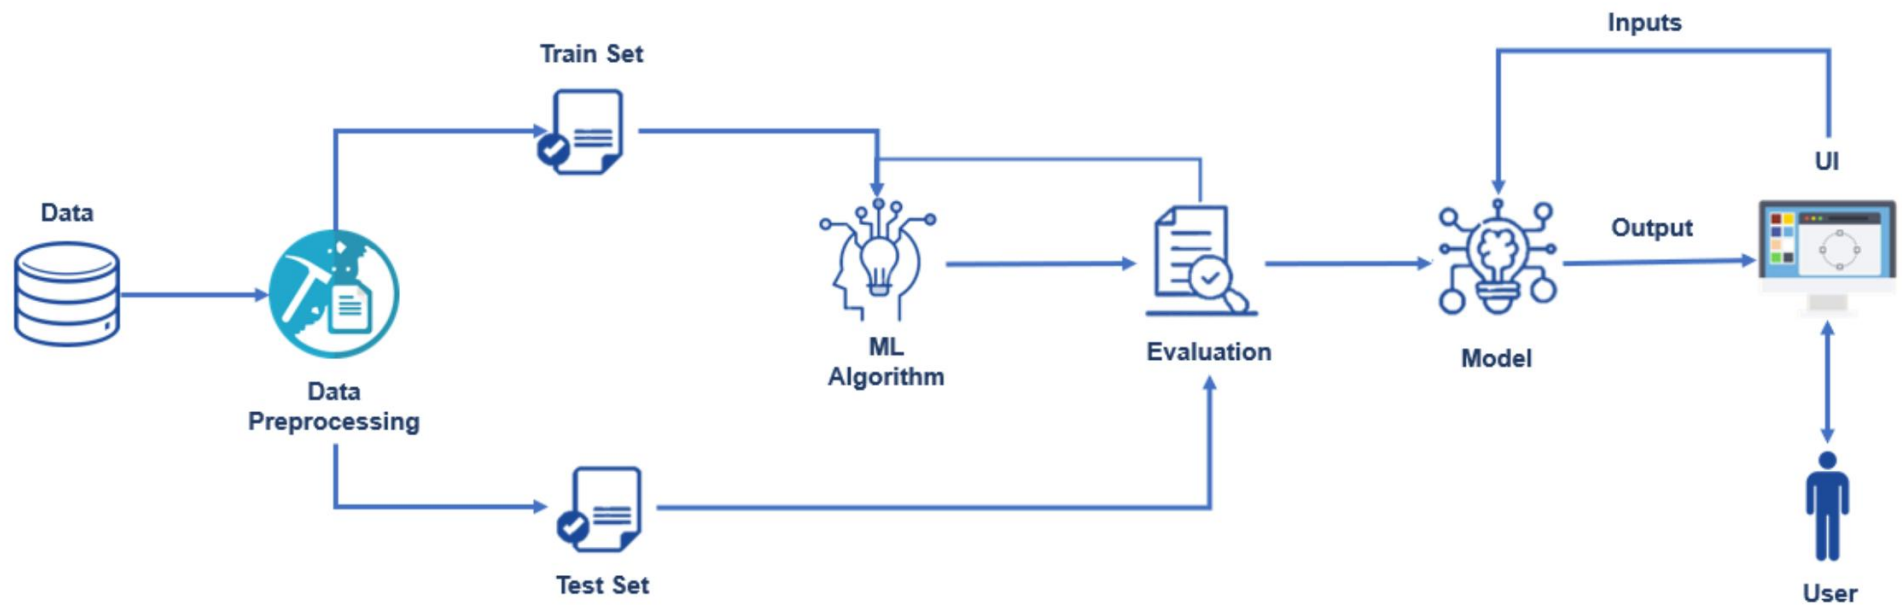 Inputs
Train Set
UI
Data
Output
ML
Algorithm
Evaluation
Model
Data
Preprocessing
Test Set
User